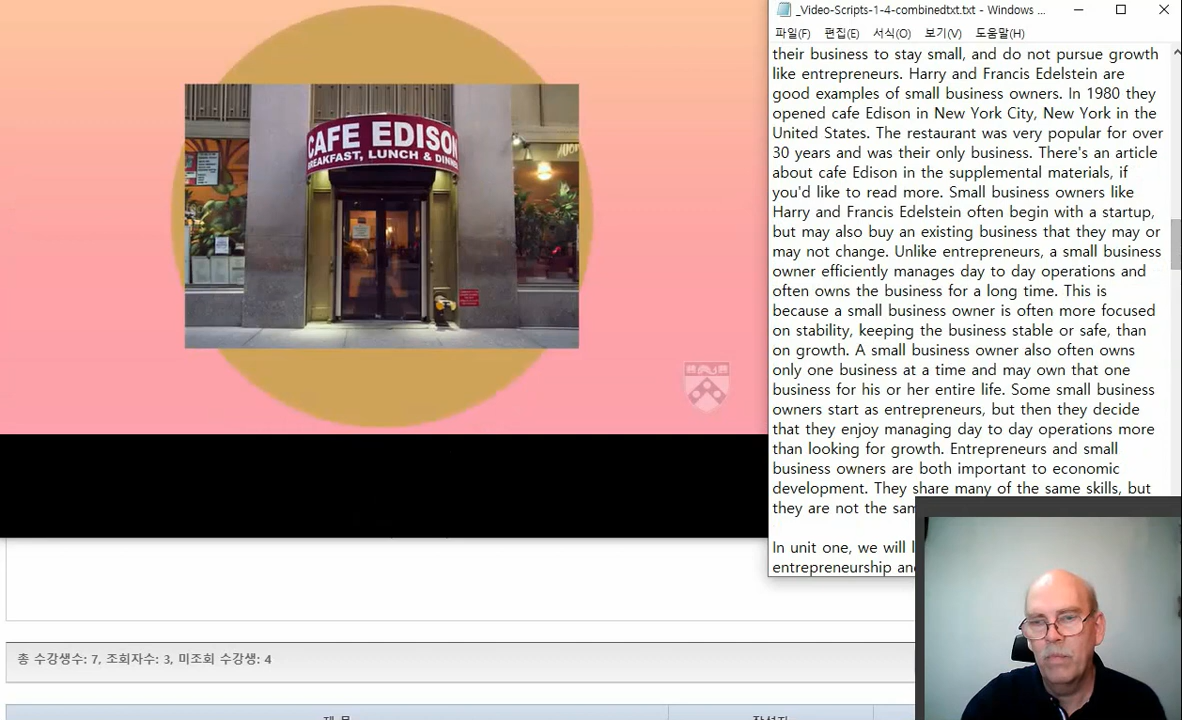 _Video-Scripts-1-4-combinedtxt.txt - Windows ...
파일(F) 편집(E) 서식(O) 보기(V) 도움말(H)
their business to stay small, and do not pursue growth
like entrepreneurs. Harry and Francis Edelstein are
good examples of small business owners. In 1980 they
opened cafe Edison in New York City, New York in the
United States. The restaurant was very popular for over
30 years and was their only business. There's an article
about cafe Edison in the supplemental materials, if
you'd like to read more. Small business owners like
Harry and Francis Edelstein often begin with a startup,
but may also buy an existing business that they may or
may not change. Unlike entrepreneurs, a small business
owner efficiently manages day to day operations and
often owns the business for a long time. This is
because a small business owner is often more focused
on stability, keeping the business stable or safe, than
on growth. A small business owner also often owns
only one business at a time and may own that one
business for his or her entire life. Some small business
owners start as entrepreneurs, but then they decide
that they enjoy managing day to day operations more
than looking for growth. Entrepreneurs and small
business owners are both important to economic
development. They share many of the same skills, but
they are not the sam
In unit one, we will l
entrepreneurship an
CAFE EDISON
BREAKFAST, LUNCH & DINNE
총 수강생수: 7, 조회자수: 3, 미조회 수강생: 4
제 목
작성자